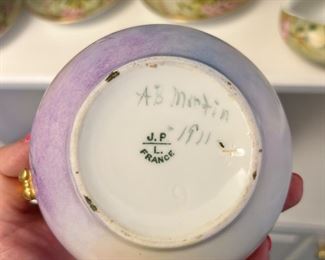 AB Martin
1911
J.P.
L.
FRANCE